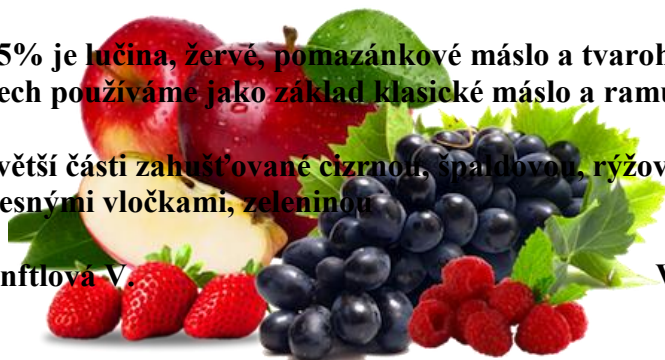 5% je lučina, žervé, pomazánkové máslo a tvaroh
ech používáme jako základ klasické máslo a ramu
větší části zahušťované cizrnou, špaldovou, rýžov
esnými vločkami, zeleninou
nftlová V.